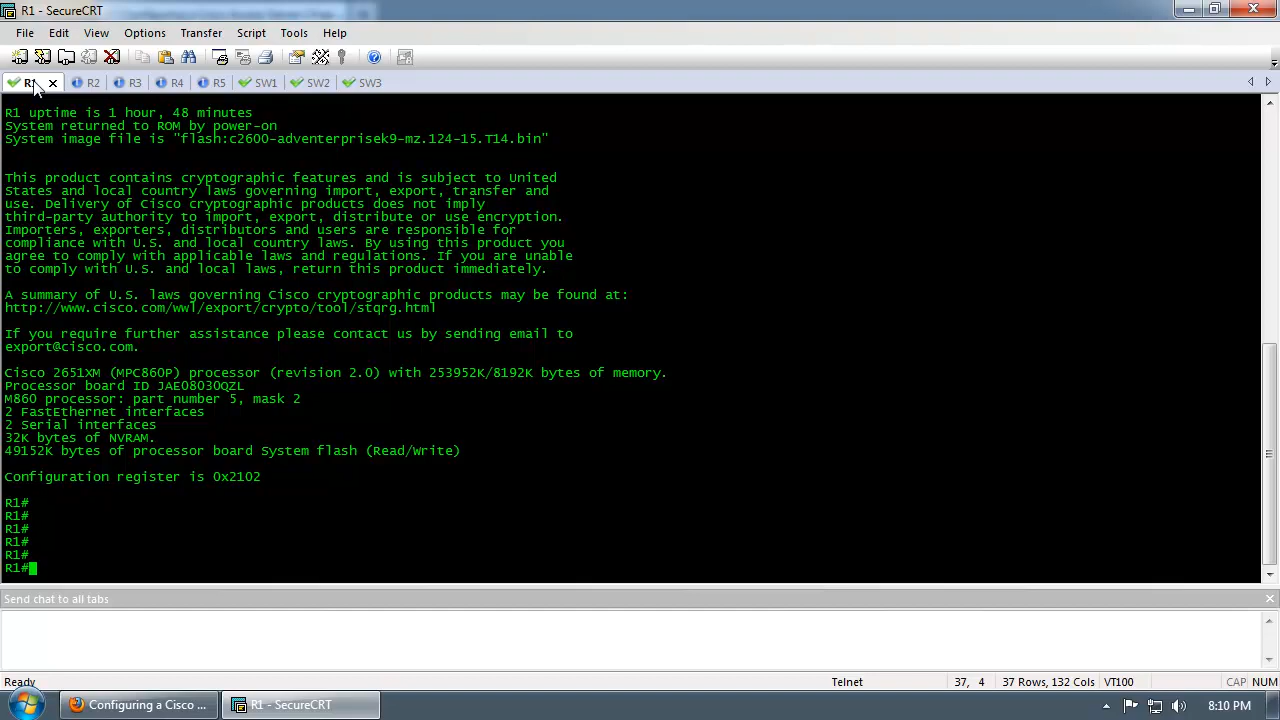 R1 - SecureCRT
File Edit View Options Transfer Script Tools Help
R1 R2 R3 R4 R5 SW1 SW2 SW3
R1 uptime is 1 hour, 48 minutes
System returned to ROM by power-on
System image file is "flash:c2600-adventerprisek9-mz.124-15.T14.bin"
This product contains cryptographic features and is subject to United
States and local country laws governing import, export, transfer and
use. Delivery of Cisco cryptographic products does not imply
third-party authority to import, export, distribute or use encryption.
Importers, exporters, distributors and users are responsible for
compliance with U.S. and local country laws. By using this product you
agree to comply with applicable laws and regulations. If you are unable
to comply with U.S. and local laws, return this product immediately.
A summary of U.S. laws governing Cisco cryptographic products may be found at:
http://www.cisco.com/wwl/export/crypto/tool/stqrg.html
If you require further assistance please contact us by sending email to
export@cisco.com.
Cisco 2651XM (MPC860P) processor (revision 2.0) with 253952K/8192K bytes of memory.
Processor board ID JAE08030QZL
M860 processor: part number 5, mask 2
2 FastEthernet interfaces
2 Serial interfaces
32K bytes of NVRAM.
49152K bytes of processor board System flash (Read/Write)
Configuration register is 0x2102
R1#
R1#
R1#
R1#
R1#
R1#
Send chat to all tabs
Ready Telnet 37, 4 37 Rows, 132 Cols VT100 CAP NUM
Configuring a Cisco ... R1 - SecureCRT 8:10 PM